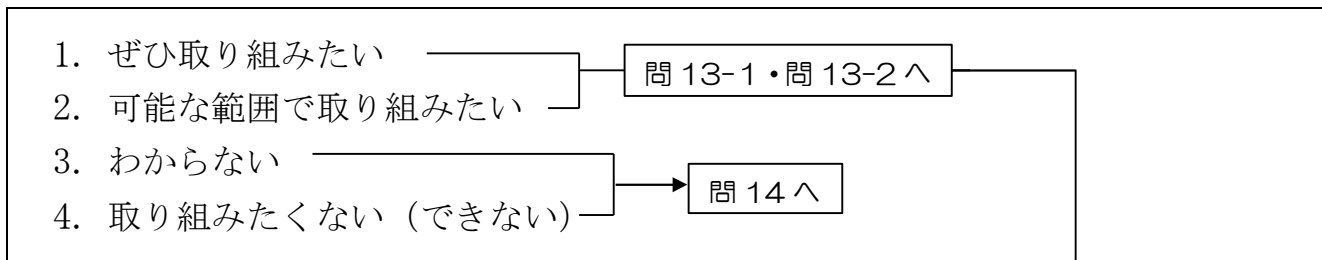 1. ぜひ取り組みたい
問13-1・問13-2へ
2. 可能な範囲で取り組みたい
3. わからない
問14へ
4. 取り組みたくない（できない）